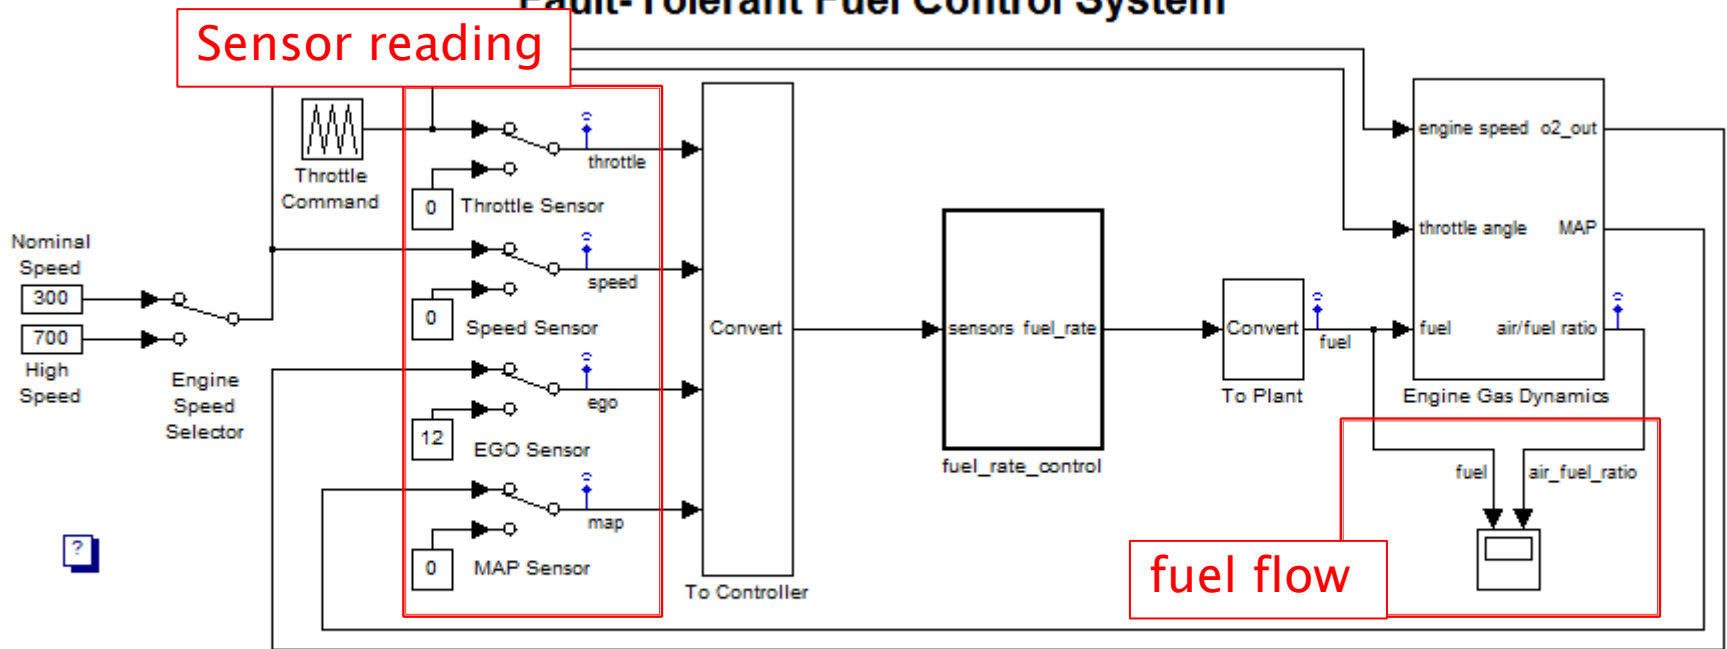 Fault-Tolerant Fuel Control System
Sensor reading
Throttle
Command
throttle
0
Throttle Sensor
Nominal
Speed
300
700
High
Speed
Engine
Speed
Selector
speed
0
Speed Sensor
ego
12
EGO Sensor
map
0
MAP Sensor
?
Convert
To Controller
sensors fuel_rate
fuel_rate_control
Convert
To Plant
fuel
engine speed o2_out
throttle angle MAP
fuel air/fuel ratio
Engine Gas Dynamics
fuel air_fuel_ratio
fuel flow